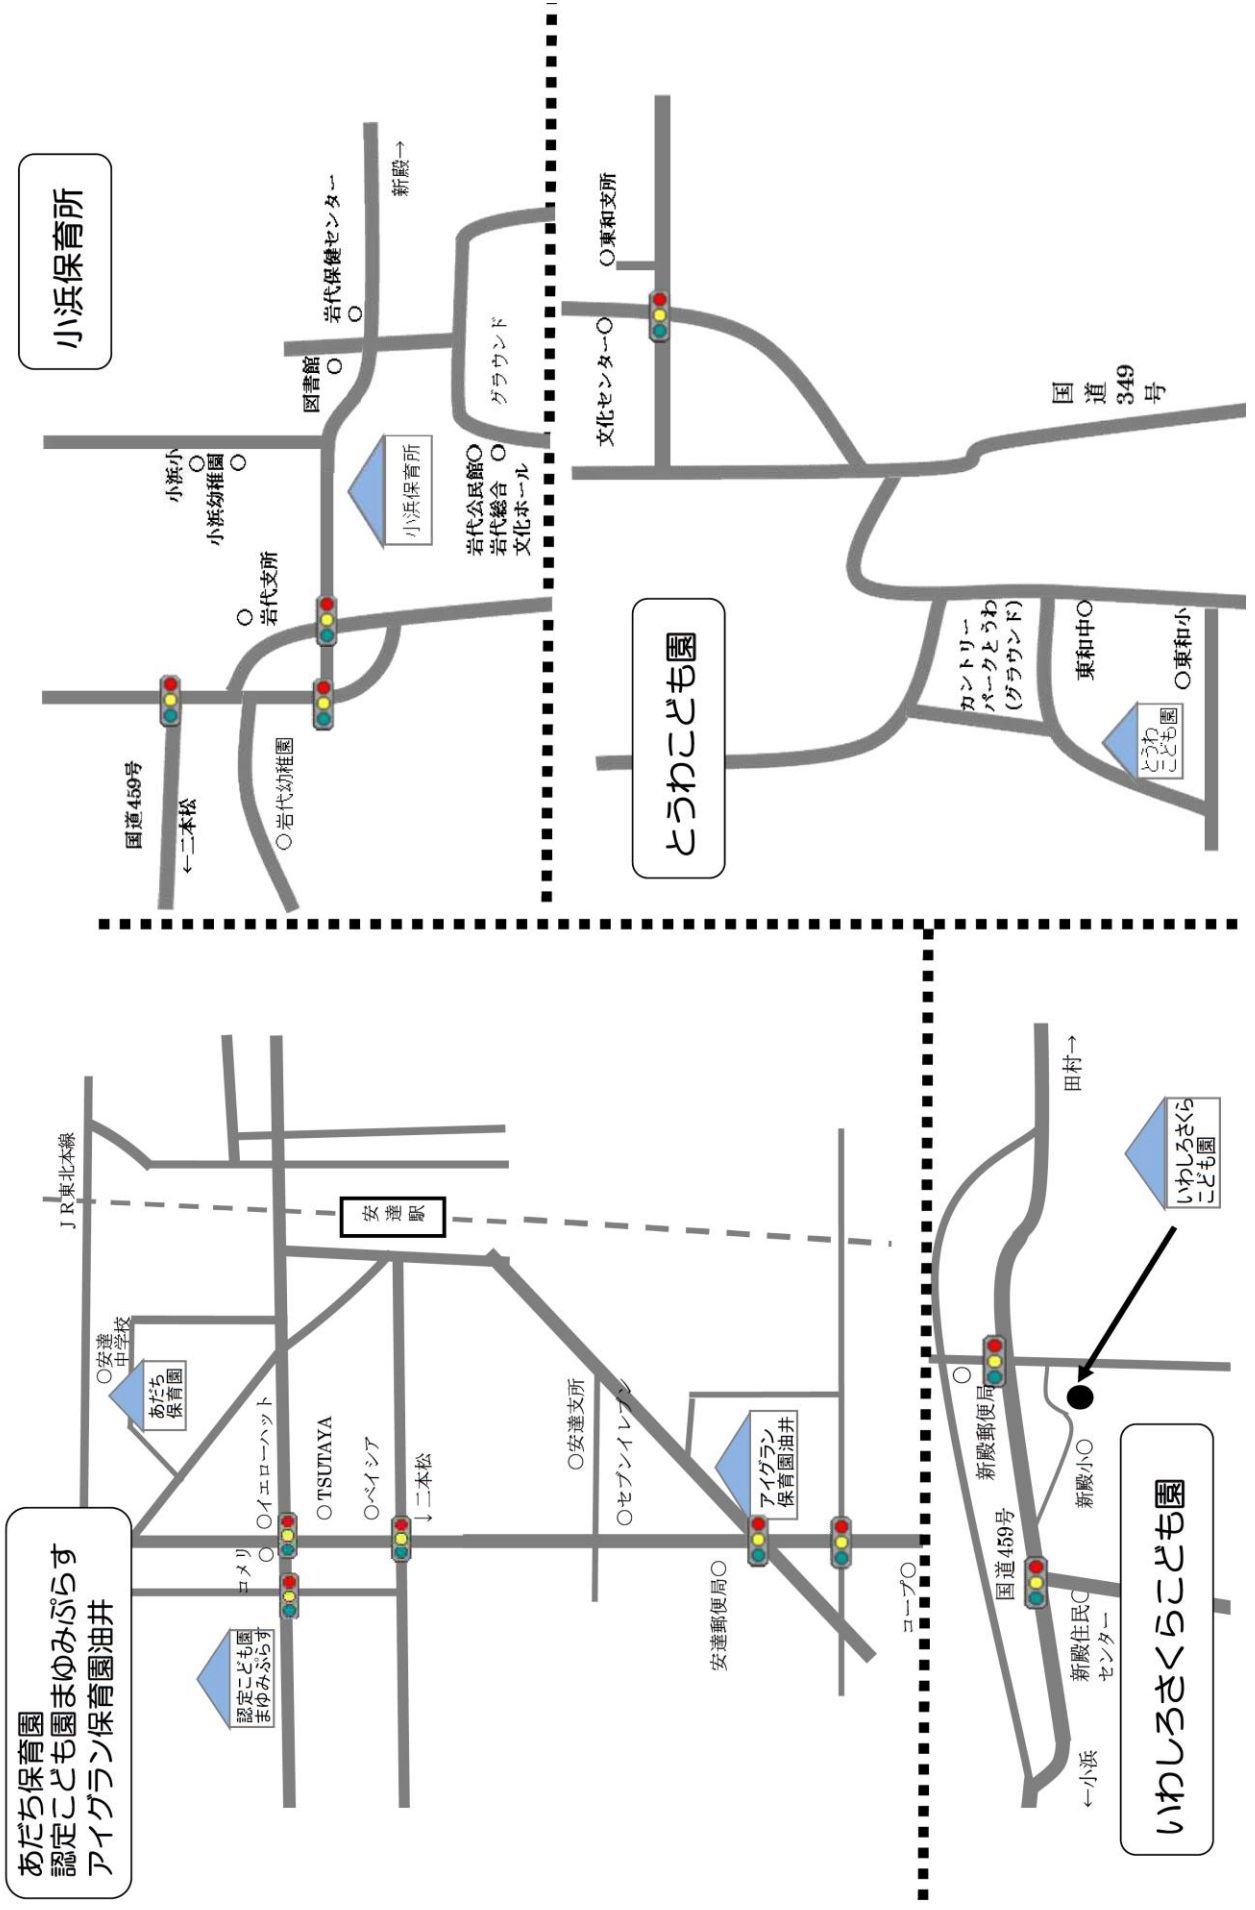 あだち保育園
認定こども園まゆみぷらす
アイグラン保育園油井
JR東北本線
○安達
中学校
あだち
保育園
安達
駅
○イエローハット
コメリ
○
○TSUTAYA
○ベイシア
↓二本松
認定こども園
まゆみぷらす
○安達支所
○セブンイレブン
アイグラン
保育園油井
安達郵便局○
コープ○
小浜保育所
岩代保健センター
○
新殿→
図書館
○
グラウンド
小浜小
○
小浜幼稚園
○
小浜保育所
岩代公民館○
岩代総合 ○
文化ホール
○
岩代支所
国道459号
←二本松
○岩代幼稚園
いわしろさくらこども園
田村→
いわしろさくら
こども園
○
新殿郵便局
新殿小○
国道459号
新殿住民○
センター
←小浜
とうわこども園
○東和支所
文化センター○
国
道
349
号
カントリー
パークとうわ
(グラウンド)
東和中○
○東和小
とうわ
こども園